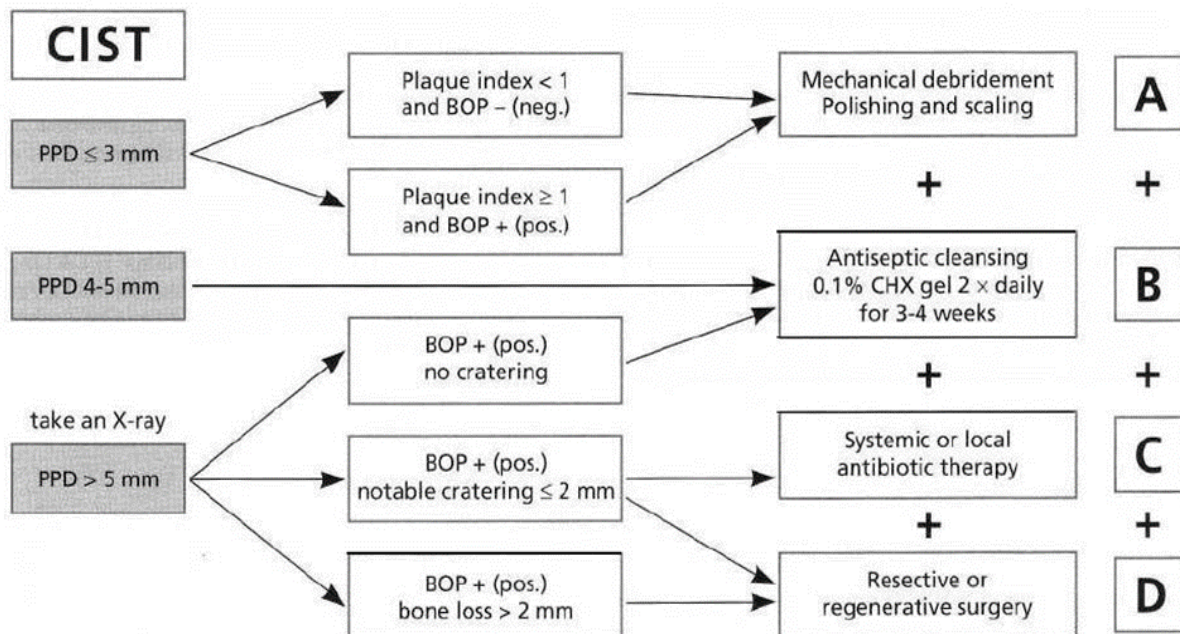 CIST
PPD ≤ 3 mm
Plaque index < 1
and BOP – (neg.)
Plaque index ≥ 1
and BOP + (pos.)
Mechanical debridement
Polishing and scaling
A
+
+
PPD 4-5 mm
Antiseptic cleansing
0.1% CHX gel 2 × daily
for 3-4 weeks
B
BOP + (pos.)
no cratering
+
+
take an X-ray
PPD > 5 mm
BOP + (pos.)
notable cratering ≤ 2 mm
Systemic or local
antibiotic therapy
C
+
+
BOP + (pos.)
bone loss > 2 mm
Resective or
regenerative surgery
D